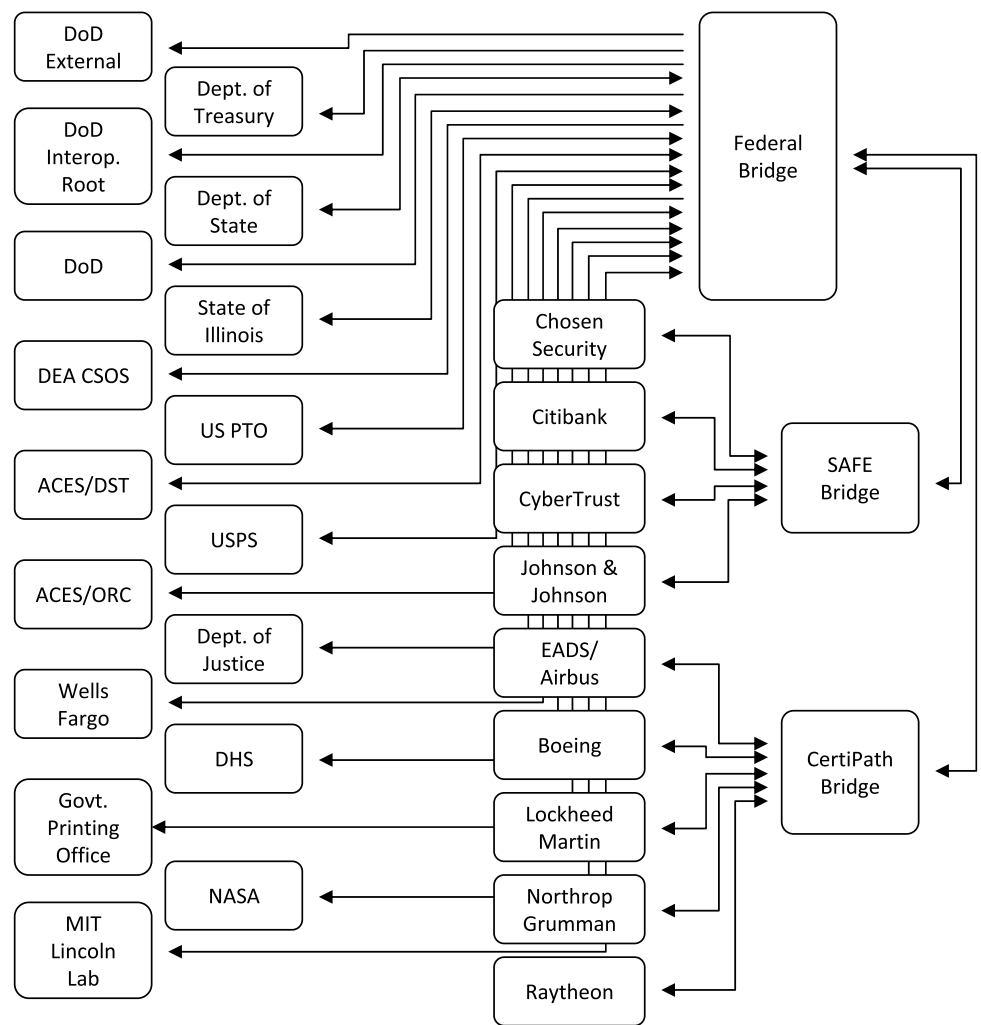 DoD
External
Dept. of
Treasury
DoD
Interop.
Root
Dept. of
State
DoD
State of
Illinois
DEA CSOS
US PTO
ACES/DST
USPS
ACES/ORC
Dept. of
Justice
Wells
Fargo
DHS
Govt.
Printing
Office
NASA
MIT
Lincoln
Lab
Chosen
Security
Citibank
CyberTrust
Johnson &
Johnson
EADS/
Airbus
Boeing
Lockheed
Martin
Northrop
Grumman
Raytheon
Federal
Bridge
SAFE
Bridge
CertiPath
Bridge